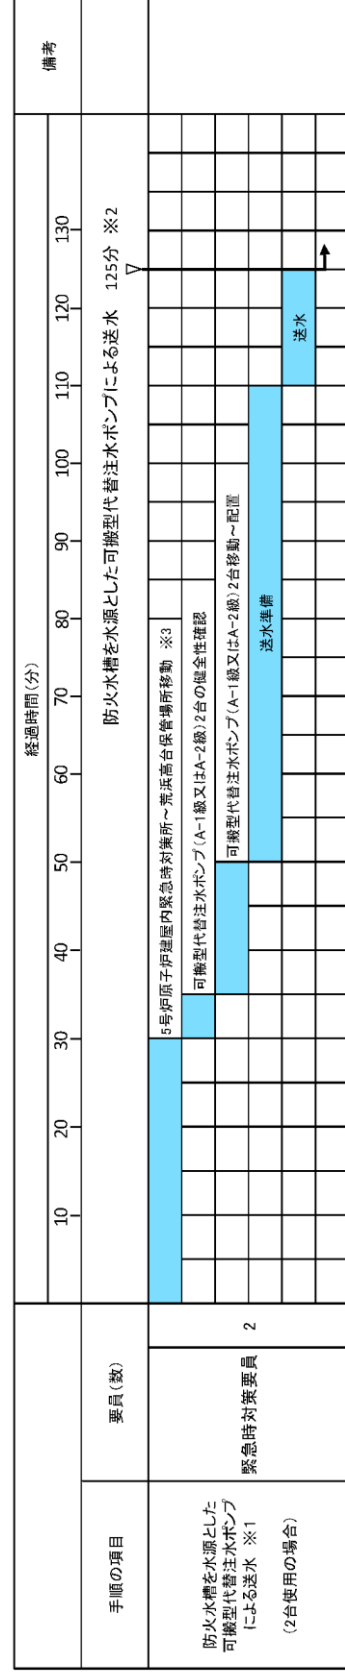 経過時間(分)
備考
手順の項目
要員(数)
10
20
30
40
50
60
70
80
90
100
110
120
130
防火水槽を水源とした可搬型代替注水ポンプによる送水 125分 ※2
防火水槽を水源とした
可搬型代替注水ポンプ
による送水 ※1
(2台使用の場合)
緊急時対策要員
2
5号炉原子炉建屋内緊急時対策所~荒浜高台保管場所移動 ※3
可搬型代替注水ポンプ(A-1級又はA-2級)2台の健全性確認
可搬型代替注水ポンプ(A-1級又はA-2級)2台移動~配置
送水準備
送水